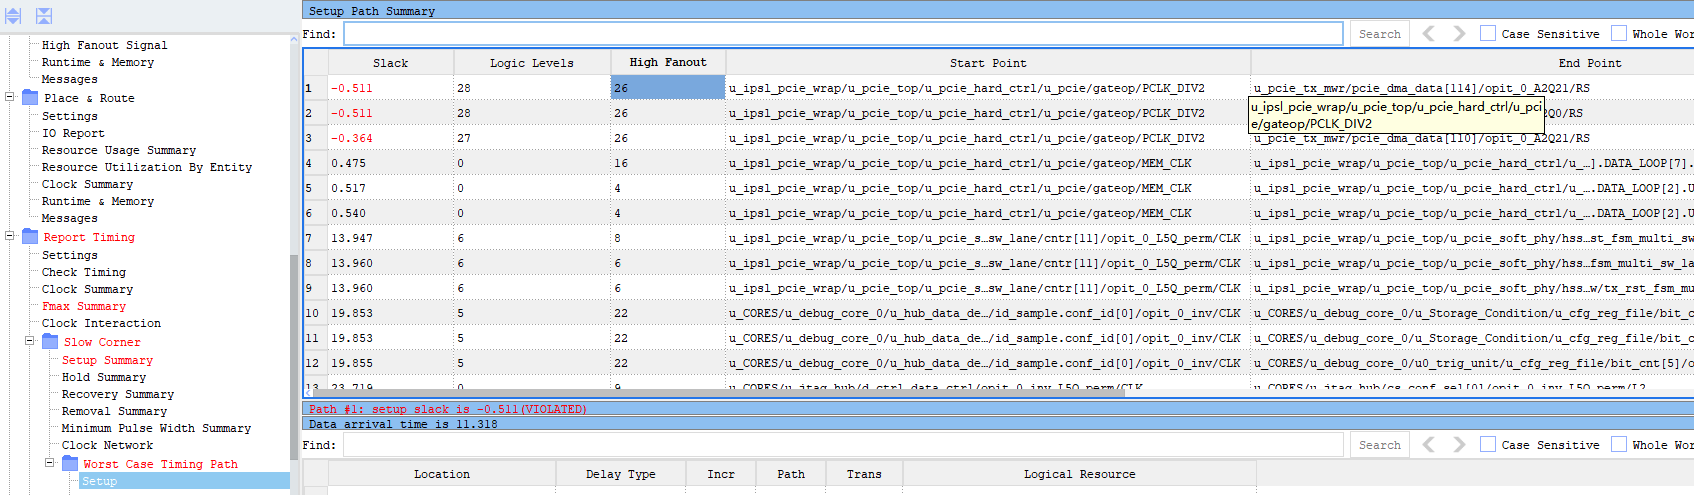 High Fanout Signal
Runtime & Memory
Messages
Place & Route
Settings
IO Report
Resource Usage Summary
Resource Utilization By Entity
Clock Summary
Runtime & Memory
Messages
Report Timing
Settings
Check Timing
Clock Summary
Fmax Summary
Clock Interaction
Slow Corner
Setup Summary
Hold Summary
Recovery Summary
Removal Summary
Minimum Pulse Width Summary
Clock Network
Worst Case Timing Path
Setup
Setup Path Summary
Find: Search Case Sensitive Whole Wor
Slack Logic Levels High Fanout Start Point End Point
1 -0.511 28 26 u_ipsl_pcie_wrap/u_pcie_top/u_pcie_hard_ctrl/u_pcie/gateop/PCLK_DIV2 u_pcie_tx_mwr/pcie_dma_data[114]/opit_0_A2Q21/RS
2 -0.511 28 26 u_ipsl_pcie_wrap/u_pcie_top/u_pcie_hard_ctrl/u_pcie/gateop/PCLK_DIV2 2Q0/RS
u_ipsl_pcie_wrap/u_pcie_top/u_pcie_hard_ctrl/u_pci
e/gateop/PCLK_DIV2
3 -0.364 27 26 u_ipsl_pcie_wrap/u_pcie_top/u_pcie_hard_ctrl/u_pcie/gateop/PCLK_DIV2 u_pcie_tx_mwr/pcie_dma_data[110]/opit_0_A2Q21/RS
4 0.475 0 16 u_ipsl_pcie_wrap/u_pcie_top/u_pcie_hard_ctrl/u_pcie/gateop/MEM_CLK u_ipsl_pcie_wrap/u_pcie_top/u_pcie_hard_ctrl/u_…].DATA_LOOP[7].
5 0.517 0 4 u_ipsl_pcie_wrap/u_pcie_top/u_pcie_hard_ctrl/u_pcie/gateop/MEM_CLK u_ipsl_pcie_wrap/u_pcie_top/u_pcie_hard_ctrl/u_….DATA_LOOP[2].U
6 0.540 0 4 u_ipsl_pcie_wrap/u_pcie_top/u_pcie_hard_ctrl/u_pcie/gateop/MEM_CLK u_ipsl_pcie_wrap/u_pcie_top/u_pcie_hard_ctrl/u_….DATA_LOOP[2].U
7 13.947 6 8 u_ipsl_pcie_wrap/u_pcie_top/u_pcie_s…sw_lane/cntr[11]/opit_0_L5Q_perm/CLK u_ipsl_pcie_wrap/u_pcie_top/u_pcie_soft_phy/hss…st_fsm_multi_sw
8 13.960 6 6 u_ipsl_pcie_wrap/u_pcie_top/u_pcie_s…sw_lane/cntr[11]/opit_0_L5Q_perm/CLK u_ipsl_pcie_wrap/u_pcie_top/u_pcie_soft_phy/hss…fsm_multi_sw_la
9 13.960 6 6 u_ipsl_pcie_wrap/u_pcie_top/u_pcie_s…sw_lane/cntr[11]/opit_0_L5Q_perm/CLK u_ipsl_pcie_wrap/u_pcie_top/u_pcie_soft_phy/hss…w/tx_rst_fsm_mu
10 19.853 5 22 u_CORES/u_debug_core_0/u_hub_data_de…/id_sample.conf_id[0]/opit_0_inv/CLK u_CORES/u_debug_core_0/u_Storage_Condition/u_cfg_reg_file/bit_c
11 19.853 5 22 u_CORES/u_debug_core_0/u_hub_data_de…/id_sample.conf_id[0]/opit_0_inv/CLK u_CORES/u_debug_core_0/u_Storage_Condition/u_cfg_reg_file/bit_c
12 19.855 5 22 u_CORES/u_debug_core_0/u_hub_data_de…/id_sample.conf_id[0]/opit_0_inv/CLK u_CORES/u_debug_core_0/u0_trig_unit/u_cfg_reg_file/bit_cnt[5]/o
13 23.719 0 9 u_CORES/u_jtag_hub/d_ctrl_data_ctrl/opit_0_inv_L5Q_perm/CLK u_CORES/u_jtag_hub/cs_conf_sel[0]/opit_0_inv_L5Q_perm/L2
Path #1: setup slack is -0.511(VIOLATED)
Data arrival time is 11.318
Find: Search Case Sensitive Whole Wor
Location Delay Type Incr Path Trans Logical Resource